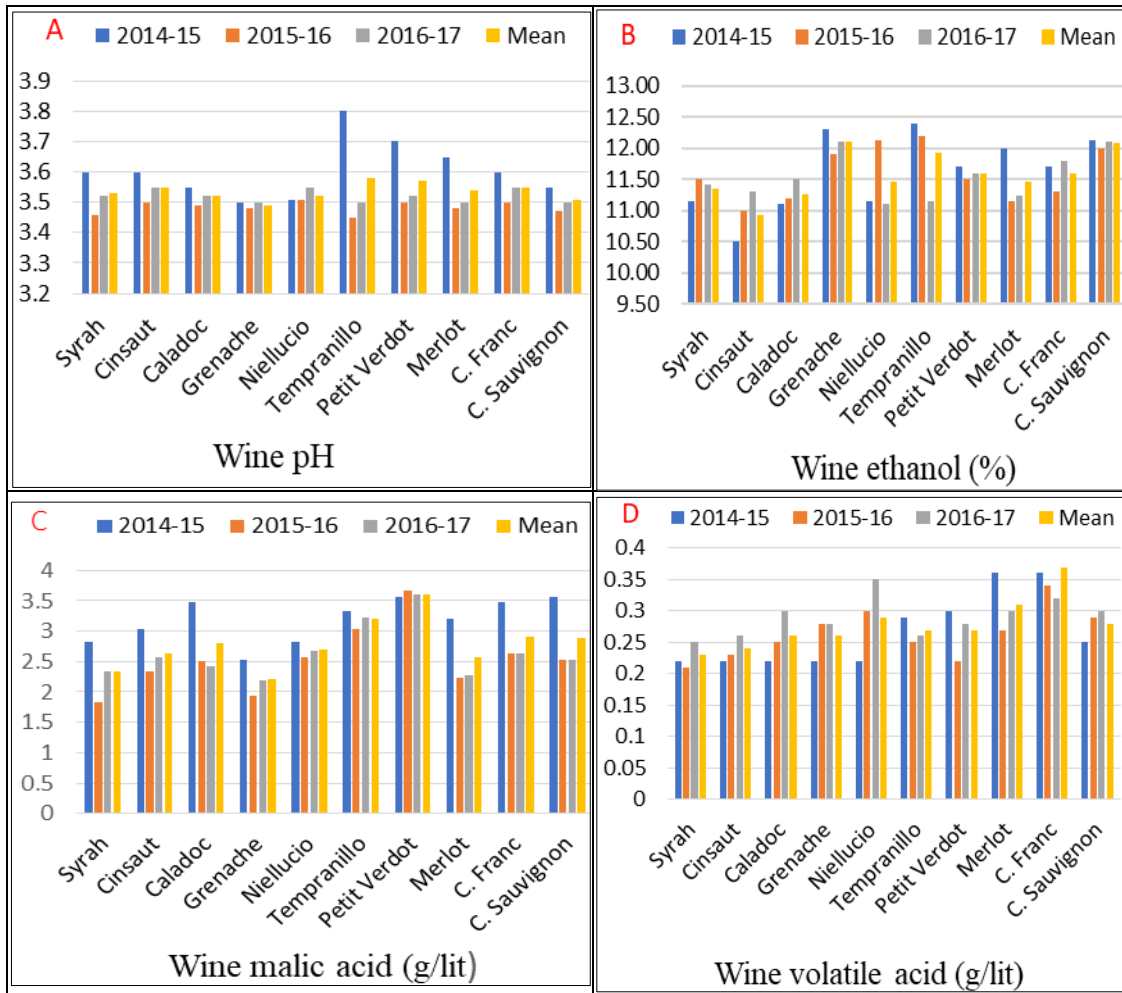 A 2014-15 2015-16 2016-17 Mean
3.9
3.8
3.7
3.6
3.5
3.4
3.3
3.2
Syrah
Cinsaut
Caladoc
Grenache
Niellucio
Tempranillo
Petit Verdot
Merlot
C. Franc
C. Sauvignon
Wine pH
B 2014-15 2015-16 2016-17 Mean
13.00
12.50
12.00
11.50
11.00
10.50
10.00
9.50
Syrah
Cinsaut
Caladoc
Grenache
Niellucio
Tempranillo
Petit Verdot
Merlot
C. Franc
C. Sauvignon
Wine ethanol (%)
C 2014-15 2015-16 2016-17 Mean
4
3.5
3
2.5
2
1.5
1
0.5
0
Syrah
Cinsaut
Caladoc
Grenache
Niellucio
Tempranillo
Petit Verdot
Merlot
C. Franc
C. Sauvignon
Wine malic acid (g/lit)
D 2014-15 2015-16 2016-17 Mean
0.4
0.35
0.3
0.25
0.2
0.15
0.1
0.05
0
Syrah
Cinsaut
Caladoc
Grenache
Niellucio
Tempranillo
Petit Verdot
Merlot
C. Franc
C. Sauvignon
Wine volatile acid (g/lit)